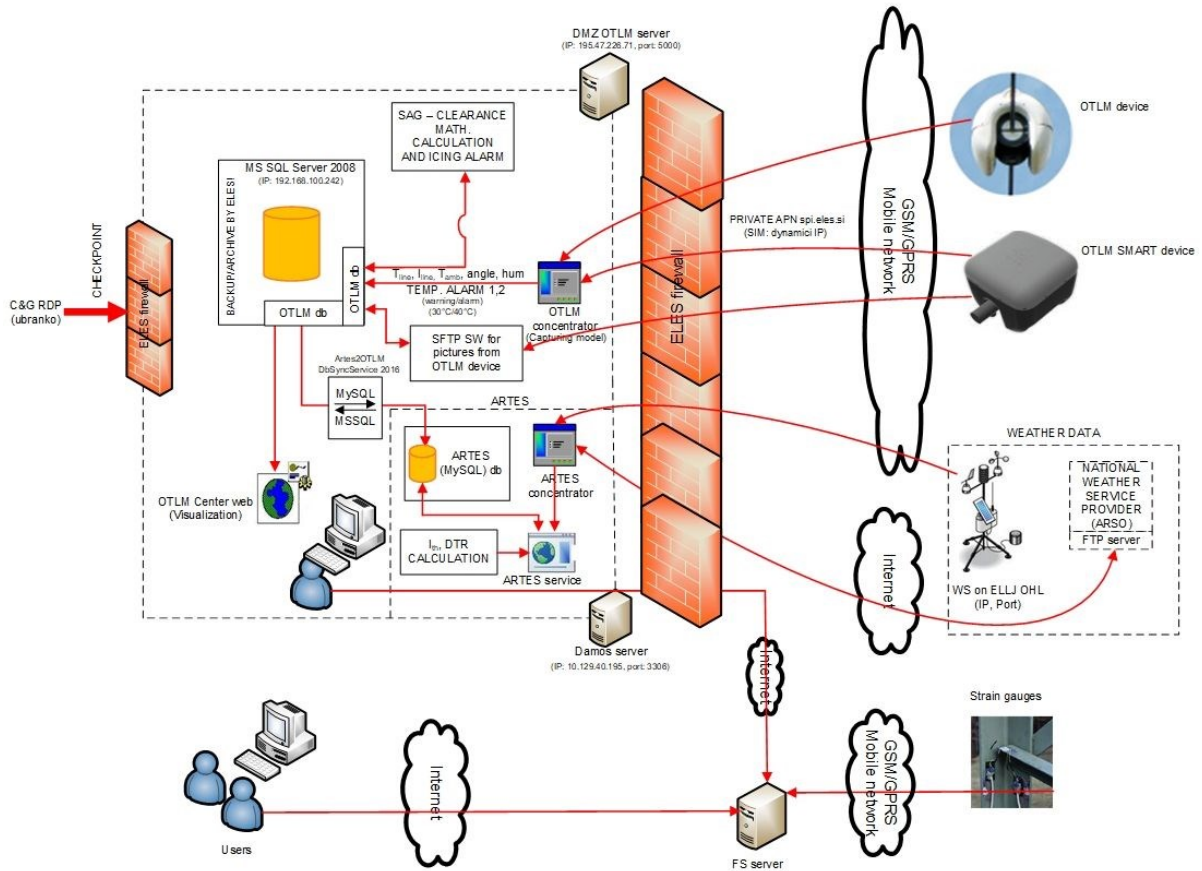 DMZ OTLM server
(IP: 195.47.226.71, port: 5000)
SAG – CLEARANCE
MATH.
CALCULATION
AND ICING ALARM
MS SQL Server 2008
(IP: 192.168.100.242)
BACKUP/ARCHIVE BY ELES!
OTLM db
OTLM db
CHECKPOINT
ELES firewall
C&G RDP
(ubranko)
Tline, Iline, Tamb, angle, hum
TEMP. ALARM 1,2
(warning/alarm)
(30°C/40°C)
OTLM
concentrator
(Capturing model)
SFTP SW for
pictures from
OTLM device
ELES firewall
PRIVATE APN spi.eles.si
(SIM: dynamici IP)
GSM/GPRS
Mobile network
OTLM device
OTLM SMART device
Artes2OTLM
DbSyncService 2016
MySQL
MSSQL
ARTES
ARTES
(MySQL) db
ARTES
concentrator
OTLM Center web
(Visualization)
Ith, DTR
CALCULATION
ARTES service
WEATHER DATA
NATIONAL
WEATHER
SERVICE
PROVIDER
(ARSO)
FTP server
WS on ELLJ OHL
(IP, Port)
Internet
Damos server
(IP: 10.129.40.195, port: 3306)
Internet
Strain gauges
GSM/GPRS
Mobile network
Internet
Users
FS server